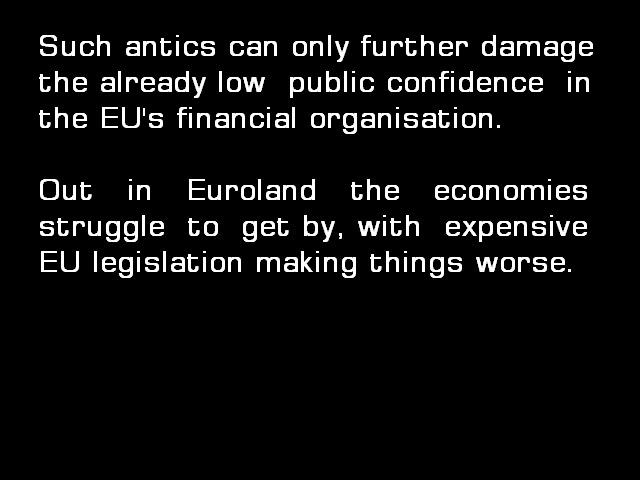 Such antics can only further damage
the already low public confidence in
the EU's financial organisation.
Out in Euroland the economies
struggle to get by, with expensive
EU legislation making things worse.